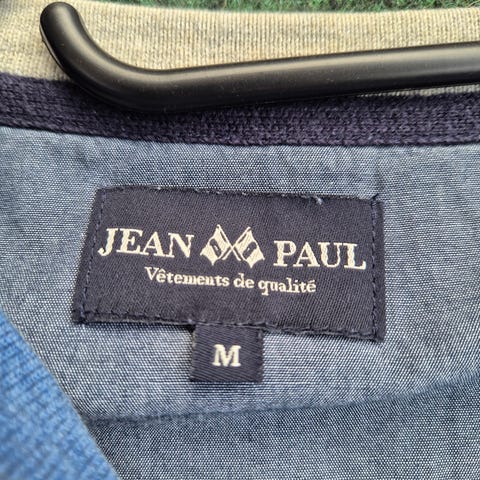 JEAN PAUL
Vêtements de qualité
M